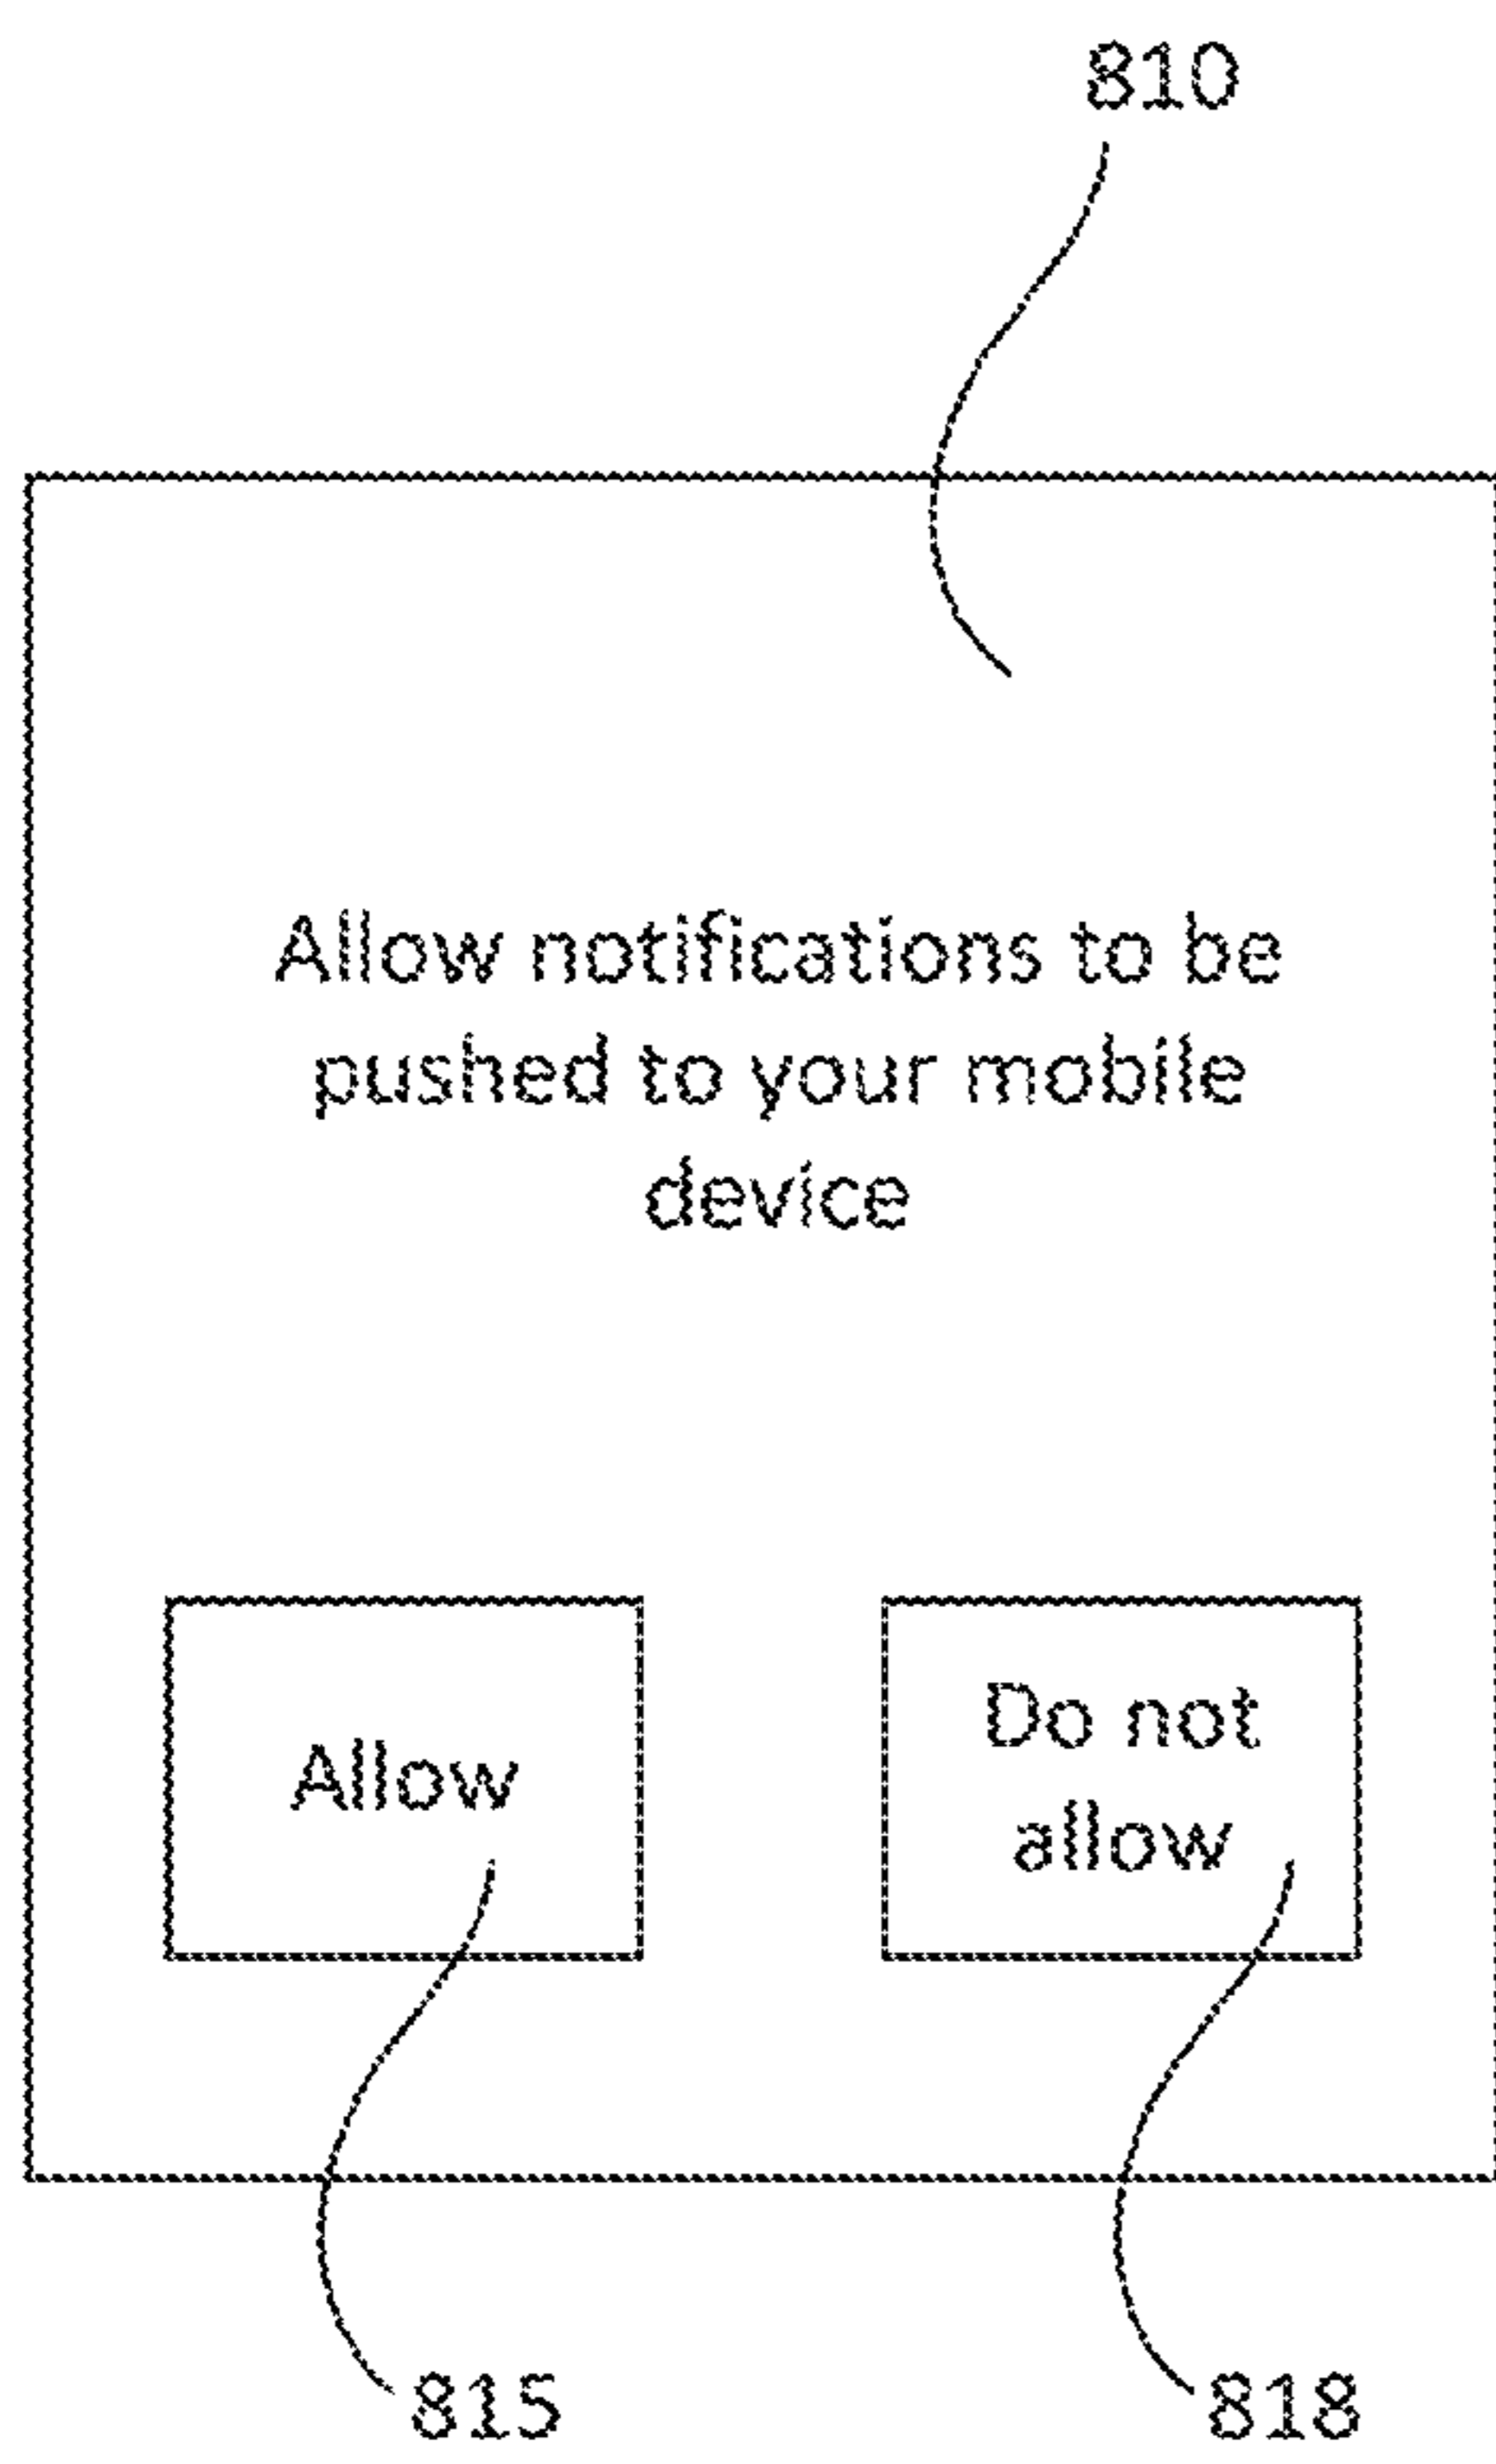 810
Allow notifications to be
pushed to your mobile
device
Allow
Do not
allow
815
818